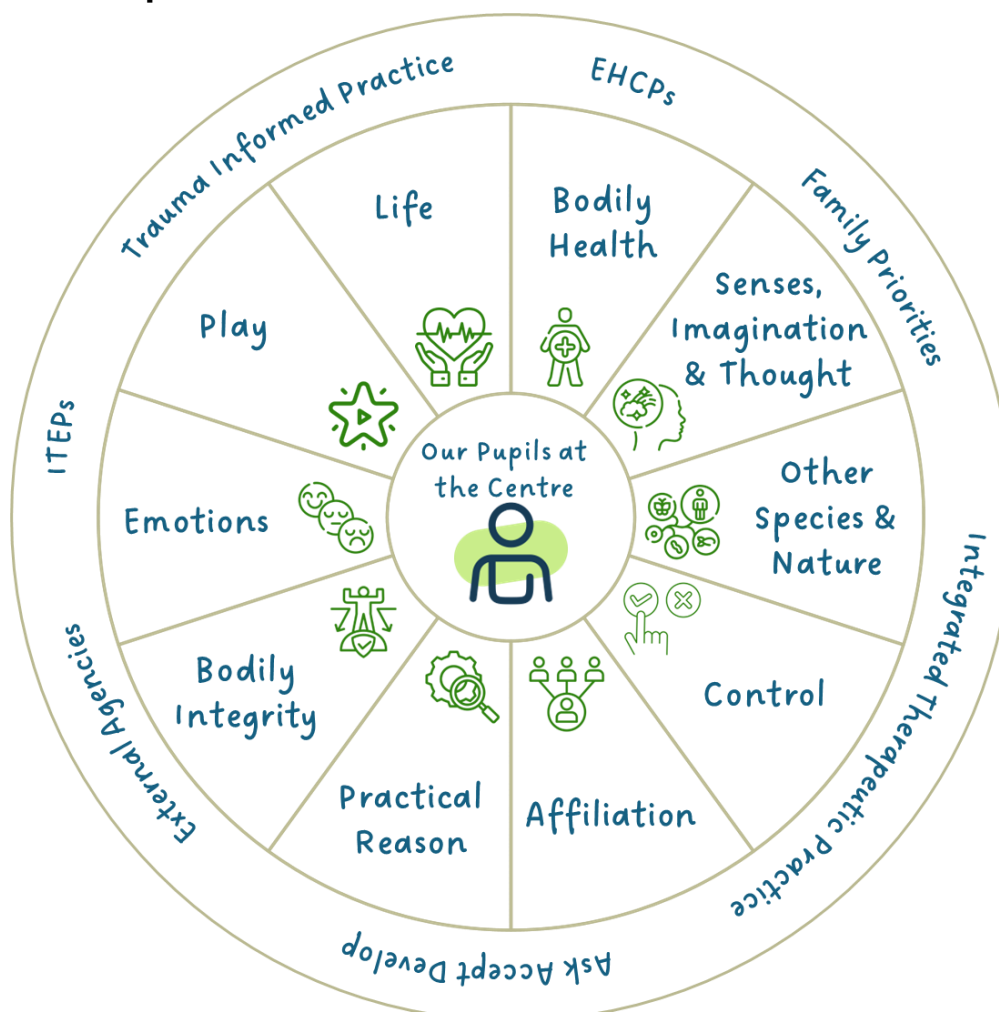 Trauma Informed Practice
EHCPs
Family Priorities
Integrated Therapeutic Practice
Ask Accept Develop
External Agencies
ITEPs
Life
Bodily
Health
Senses,
Imagination
& Thought
Other
Species &
Nature
Control
Affiliation
Practical
Reason
Bodily
Integrity
Emotions
Play
Our Pupils at
the Centre